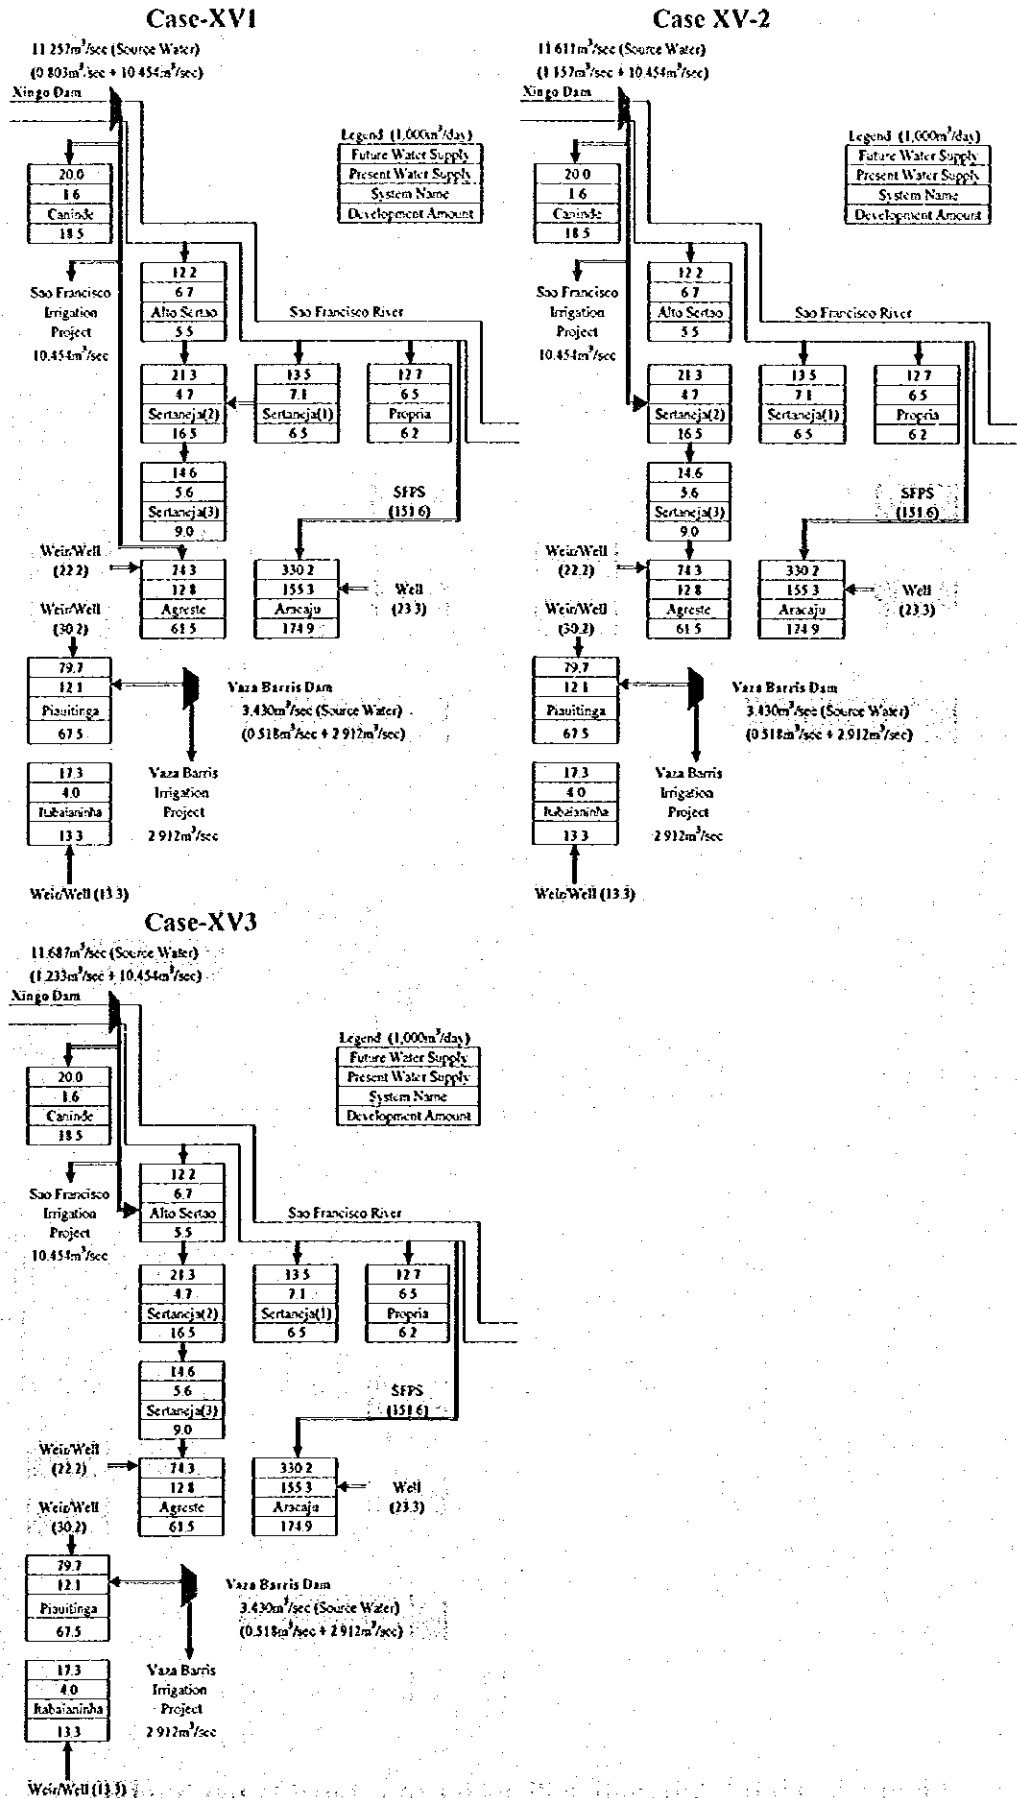 Case-XV1
11.257m³/sec (Source Water)
(0.803m³/sec + 10.454m³/sec)
Xingo Dam
Legend (1,000m³/day)
Future Water Supply
Present Water Supply
System Name
Development Amount
20.0
1.6
Caninde
18.5
Sao Francisco
Irrigation
Project
10.454m³/sec
12.2
6.7
Alto Sertao
5.5
Sao Francisco River
21.3
4.7
Sertaneja(2)
16.5
13.5
7.1
Sertaneja(1)
6.5
12.7
6.5
Propria
6.2
14.6
5.6
Sertaneja(3)
9.0
SFPS
(151.6)
Weir/Well
(22.2)
74.3
12.8
Agreste
61.5
330.2
155.3
Aracaju
174.9
Well
(23.3)
Weir/Well
(30.2)
79.7
12.1
Piauitinga
67.5
Vaza Barris Dam
3.430m³/sec (Source Water)
(0.518m³/sec + 2.912m³/sec)
17.3
4.0
Itabaianinha
13.3
Vaza Barris
Irrigation
Project
2.912m³/sec
Weir/Well (13.3)
Case XV-2
11.611m³/sec (Source Water)
(1.157m³/sec + 10.454m³/sec)
Xingo Dam
Legend (1,000m³/day)
Future Water Supply
Present Water Supply
System Name
Development Amount
20.0
1.6
Caninde
18.5
Sao Francisco
Irrigation
Project
10.454m³/sec
12.2
6.7
Alto Sertao
5.5
Sao Francisco River
21.3
4.7
Sertaneja(2)
16.5
13.5
7.1
Sertaneja(1)
6.5
12.7
6.5
Propria
6.2
14.6
5.6
Sertaneja(3)
9.0
SFPS
(151.6)
Weir/Well
(22.2)
74.3
12.8
Agreste
61.5
330.2
155.3
Aracaju
174.9
Well
(23.3)
Weir/Well
(30.2)
79.7
12.1
Piauitinga
67.5
Vaza Barris Dam
3.430m³/sec (Source Water)
(0.518m³/sec + 2.912m³/sec)
17.3
4.0
Itabaianinha
13.3
Vaza Barris
Irrigation
Project
2.912m³/sec
Weir/Well (13.3)
Case-XV3
11.687m³/sec (Source Water)
(1.233m³/sec + 10.454m³/sec)
Xingo Dam
Legend (1,000m³/day)
Future Water Supply
Present Water Supply
System Name
Development Amount
20.0
1.6
Caninde
18.5
Sao Francisco
Irrigation
Project
10.454m³/sec
12.2
6.7
Alto Sertao
5.5
Sao Francisco River
21.3
4.7
Sertaneja(2)
16.5
13.5
7.1
Sertaneja(1)
6.5
12.7
6.5
Propria
6.2
14.6
5.6
Sertaneja(3)
9.0
SFPS
(151.6)
Weir/Well
(22.2)
74.3
12.8
Agreste
61.5
330.2
155.3
Aracaju
174.9
Well
(23.3)
Weir/Well
(30.2)
79.7
12.1
Piauitinga
67.5
Vaza Barris Dam
3.430m³/sec (Source Water)
(0.518m³/sec + 2.912m³/sec)
17.3
4.0
Itabaianinha
13.3
Vaza Barris
Irrigation
Project
2.912m³/sec
Weir/Well (13.3)